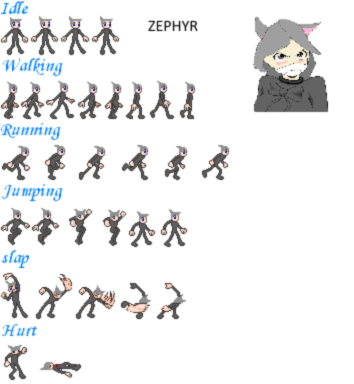 Idle
ZEPHYR
Walking
Running
Jumping
slap
Hurt